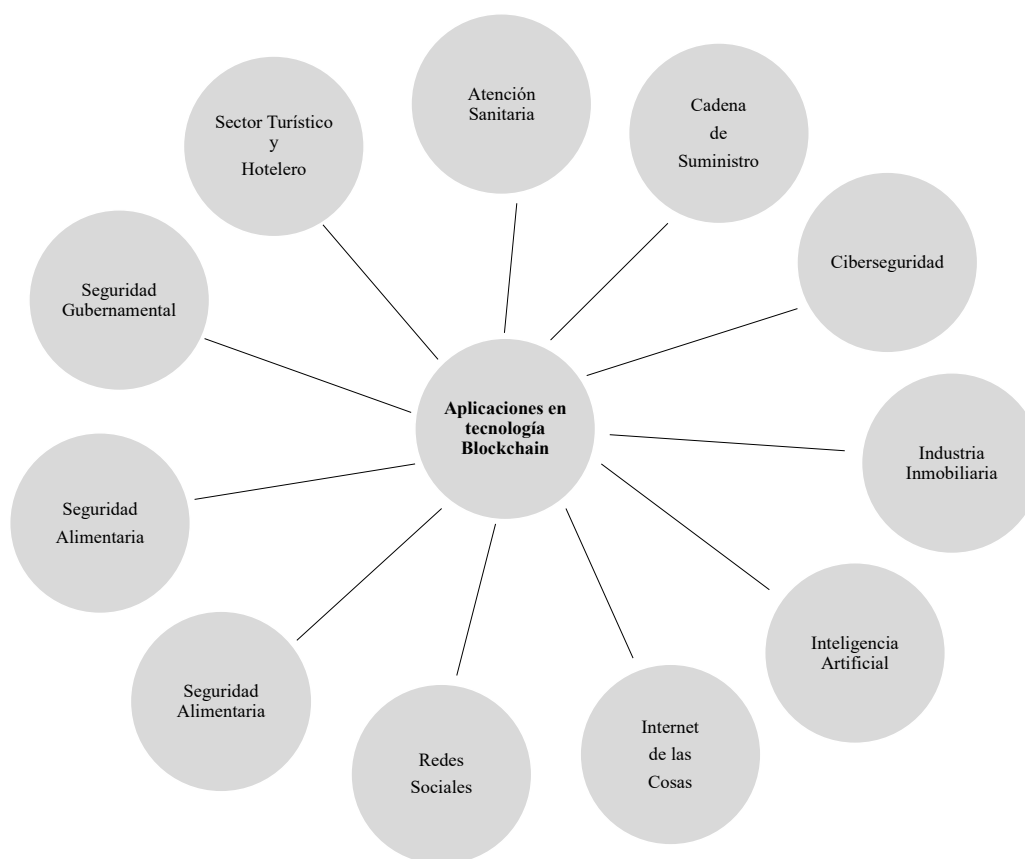 Atención
Sanitaria
Cadena
de
Suministro
Ciberseguridad
Industria
Inmobiliaria
Inteligencia
Artificial
Internet
de las
Cosas
Redes
Sociales
Seguridad
Alimentaria
Seguridad
Alimentaria
Seguridad
Gubernamental
Sector Turístico
y
Hotelero
Aplicaciones en
tecnología
Blockchain